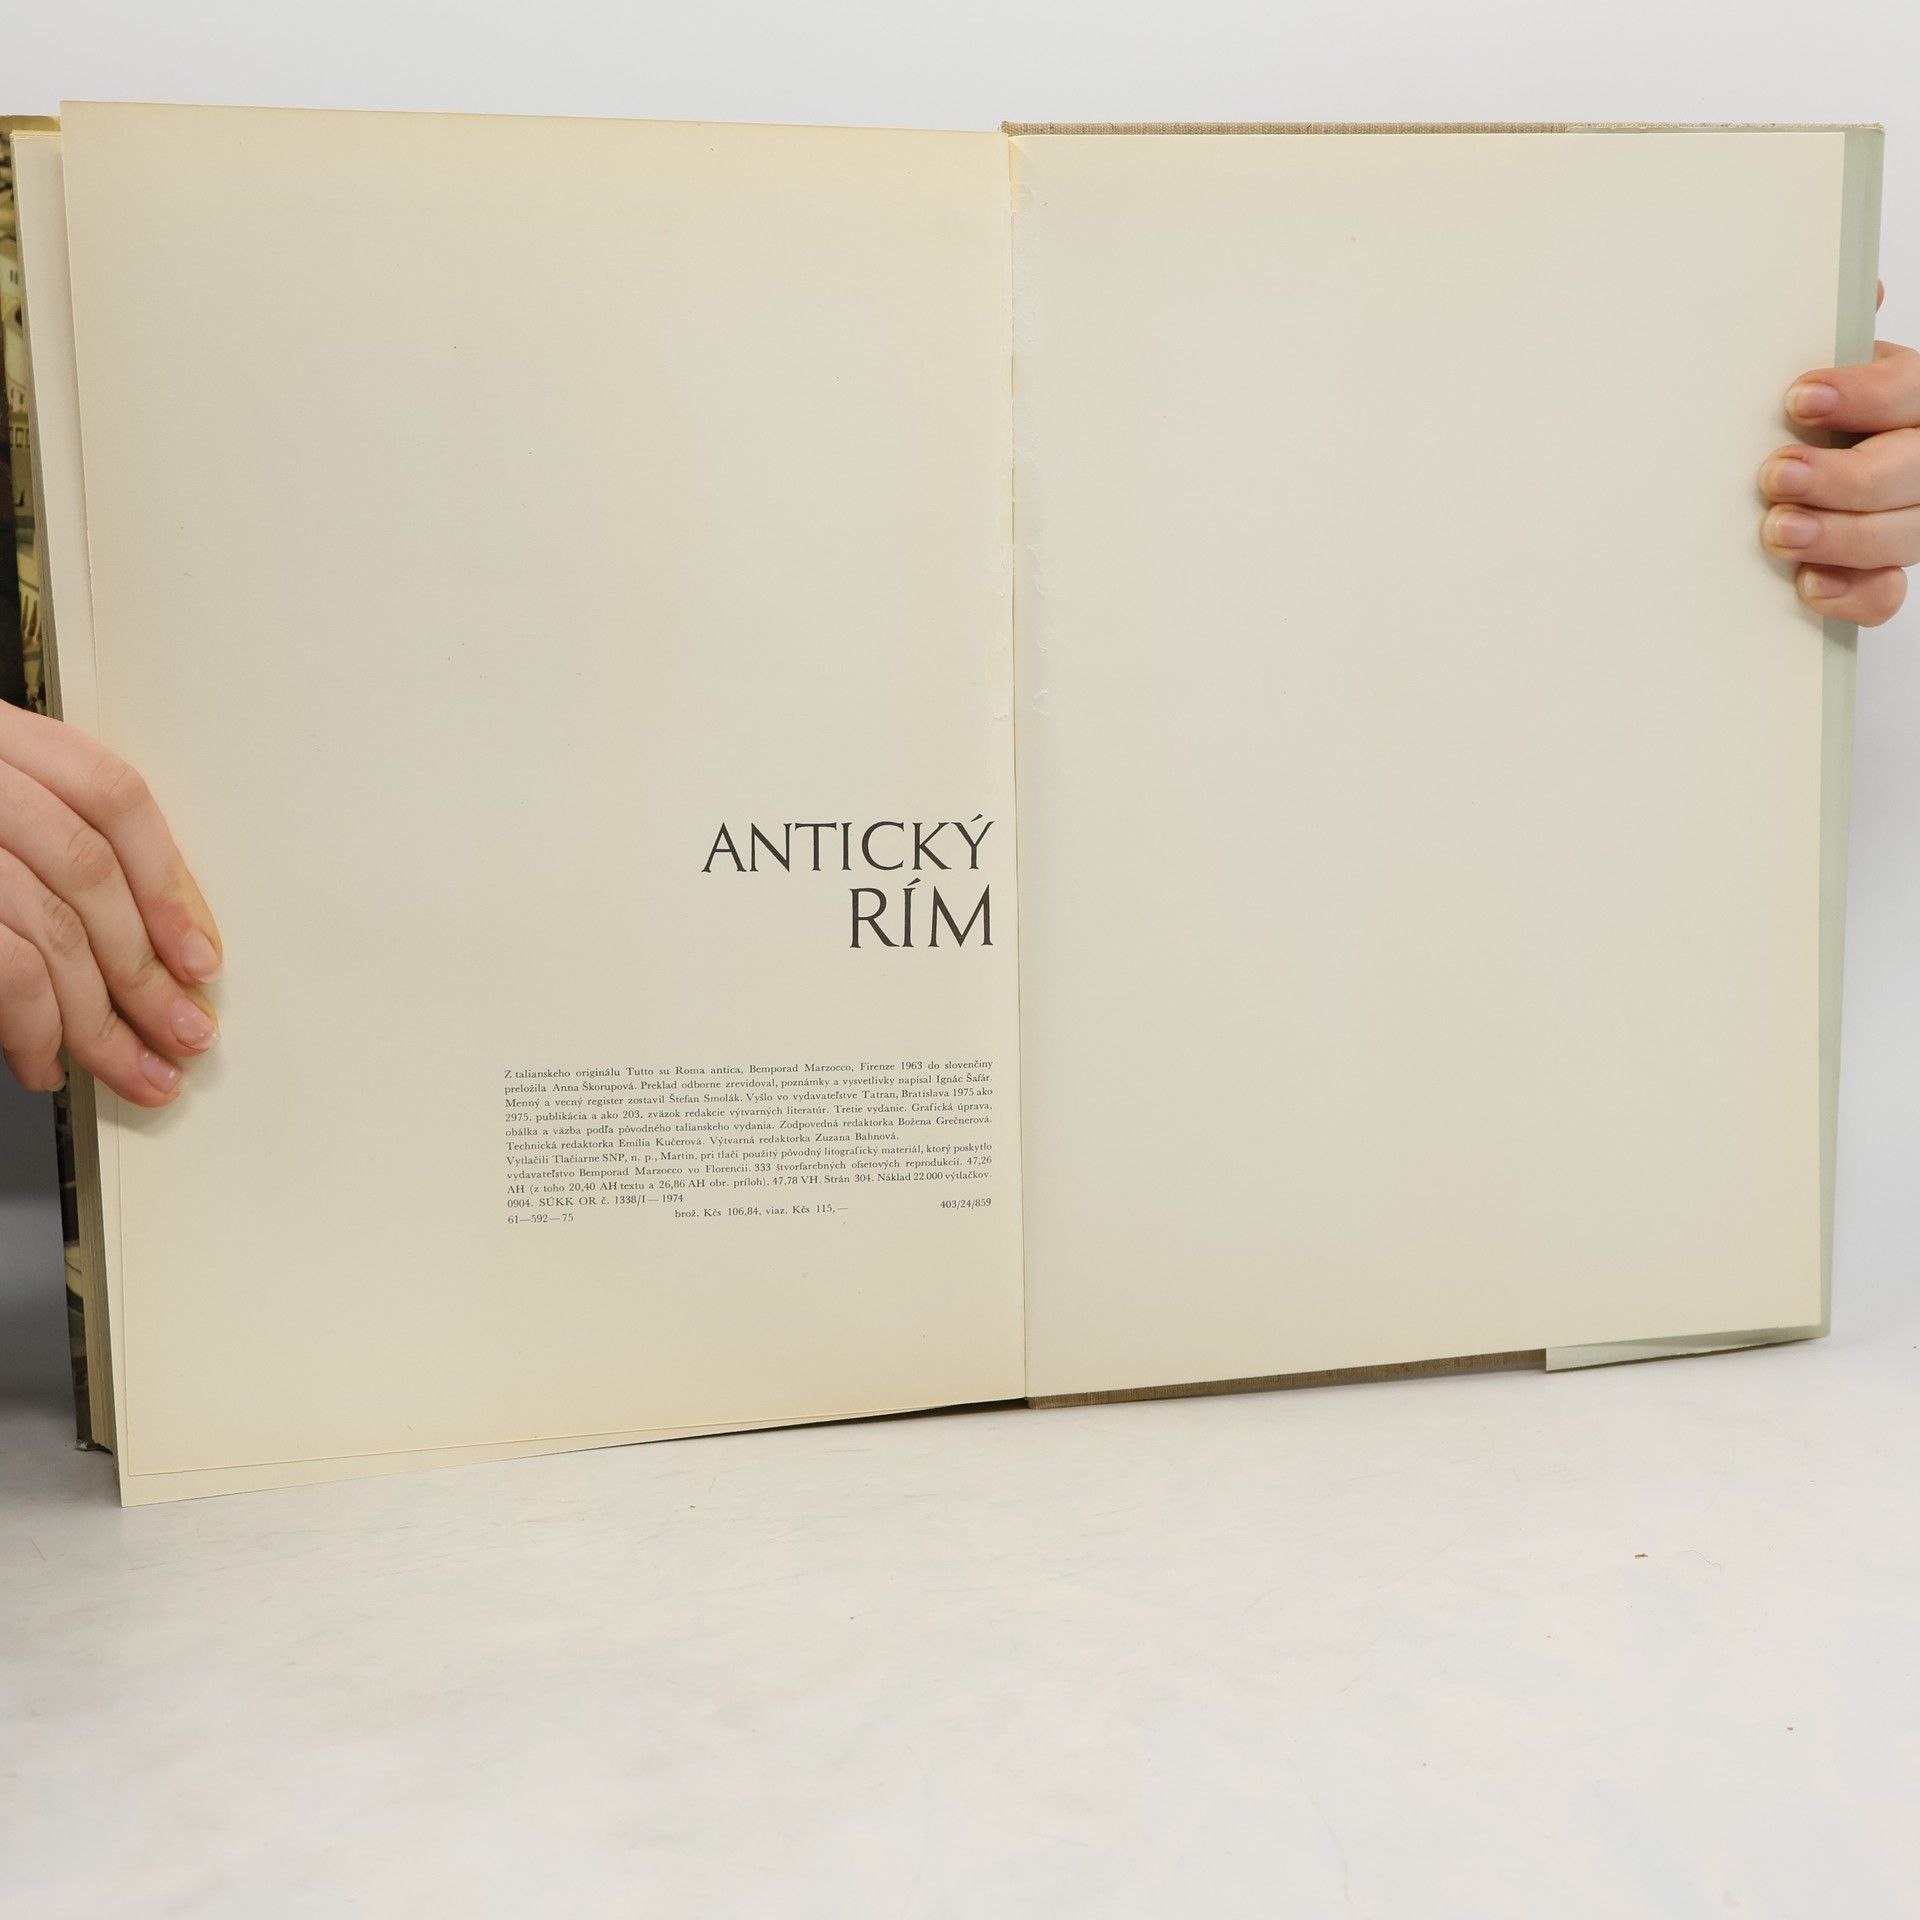 ANTICKÝ
RÍM
Z talianskeho originálu Tutto su Roma antica, Bemporad Marzocco, Firenze 1963 do slovenčiny
preložila Anna Škorupová. Preklad odborne zrevidoval, poznámky a vysvetlivky napísal Ignác Šafár.
Menný a vecný register zostavil Štefan Smolák. Vyšlo vo vydavateľstve Tatran, Bratislava 1975 ako
2975. publikácia a ako 203. zväzok redakcie výtvarných literatúr. Tretie vydanie. Grafická úprava,
obálka a väzba podľa pôvodného talianskeho vydania. Zodpovedná redaktorka Božena Grečnerová.
Technická redaktorka Emília Kučerová. Výtvarná redaktorka Zuzana Bahnová.
Vytlačili Tlačiarne SNP, n. p., Martin, pri tlači použitý pôvodný litografický materiál, ktorý poskytlo
vydavateľstvo Bemporad Marzocco vo Florencii. 333 štvorfarebných ofsetových reprodukcií. 47,26
AH (z toho 20,40 AH textu a 26,86 AH obr. príloh), 47,78 VH. Strán 304. Náklad 22 000 výtlačkov.
0904. SÚKK OR č. 1338/I — 1974
61—592—75 brož. Kčs 106,84, viaz. Kčs 115,— 403/24/859